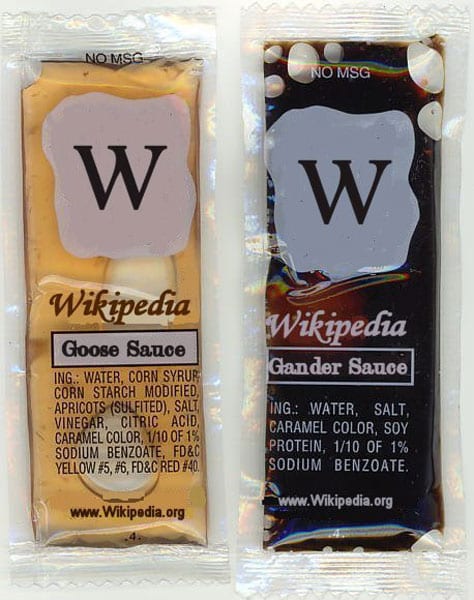 NO MSG
W
Wikipedia
Goose Sauce
ING.: WATER, CORN SYRUP,
CORN STARCH MODIFIED,
APRICOTS (SULFITED), SALT,
VINEGAR, CITRIC ACID,
CARAMEL COLOR, 1/10 OF 1%
SODIUM BENZOATE, FD&C
YELLOW #5, #6, FD&C RED #40.
www.Wikipedia.org
.4.
NO MSG
W
Wikipedia
Gander Sauce
ING.: WATER, SALT,
CARAMEL COLOR, SOY
PROTEIN, 1/10 OF 1%
SODIUM BENZOATE.
www.Wikipedia.org